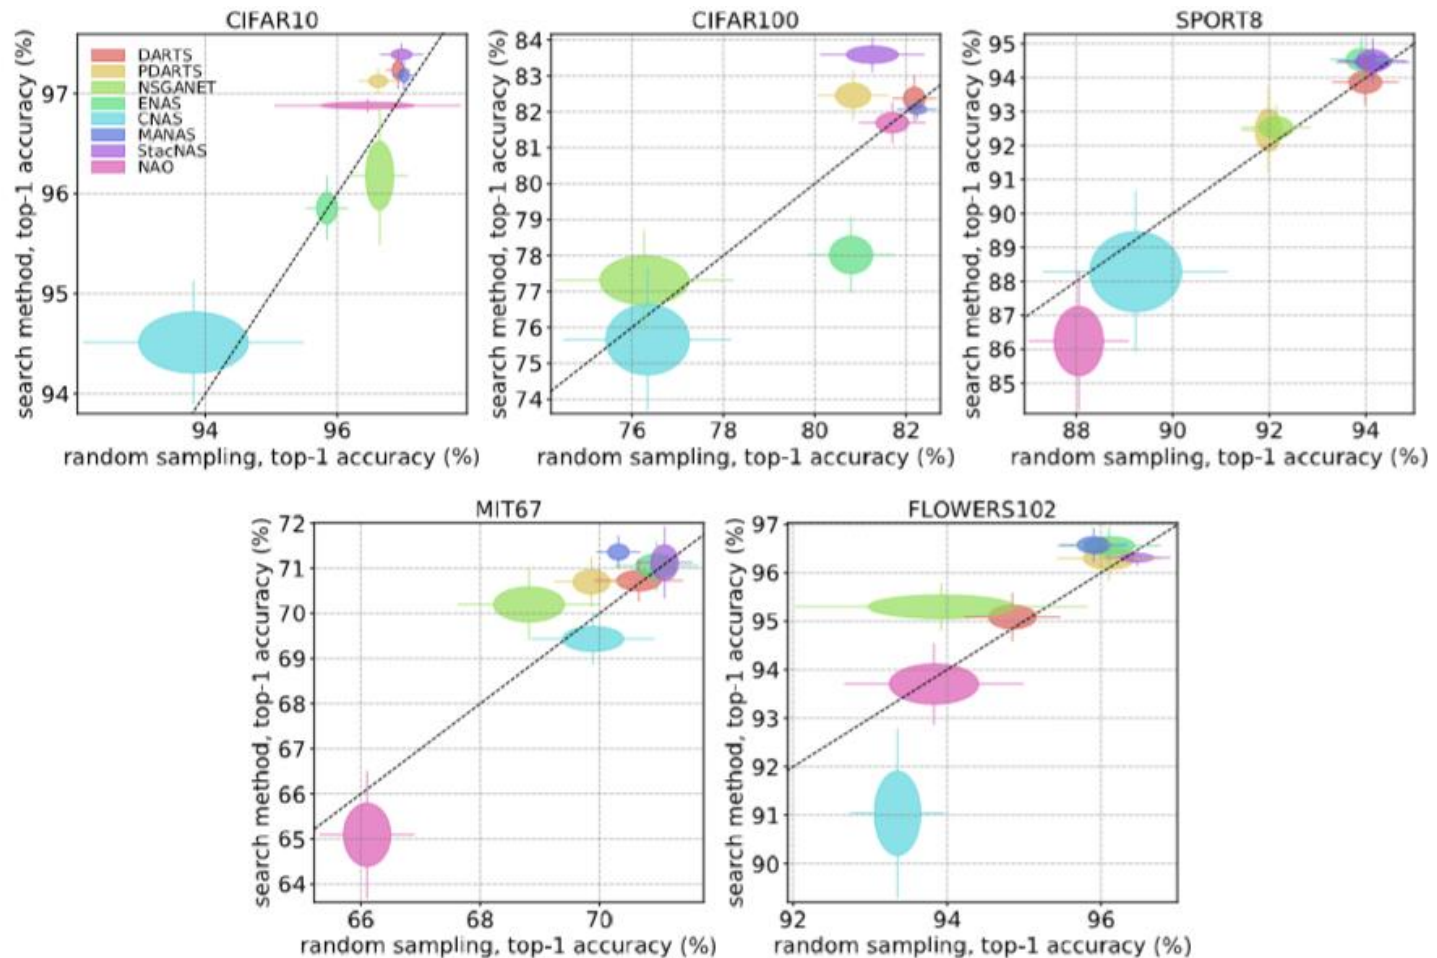 CIFAR10
search method, top-1 accuracy (%)
97
96
95
94
DARTS
PDARTS
NSGANET
ENAS
CNAS
MANAS
StacNAS
NAO
94 96
random sampling, top-1 accuracy (%)
CIFAR100
search method, top-1 accuracy (%)
84
83
82
81
80
79
78
77
76
75
74
76 78 80 82
random sampling, top-1 accuracy (%)
SPORT8
search method, top-1 accuracy (%)
95
94
93
92
91
90
89
88
87
86
85
88 90 92 94
random sampling, top-1 accuracy (%)
MIT67
search method, top-1 accuracy (%)
72
71
70
69
68
67
66
65
64
66 68 70
random sampling, top-1 accuracy (%)
FLOWERS102
search method, top-1 accuracy (%)
97
96
95
94
93
92
91
90
92 94 96
random sampling, top-1 accuracy (%)